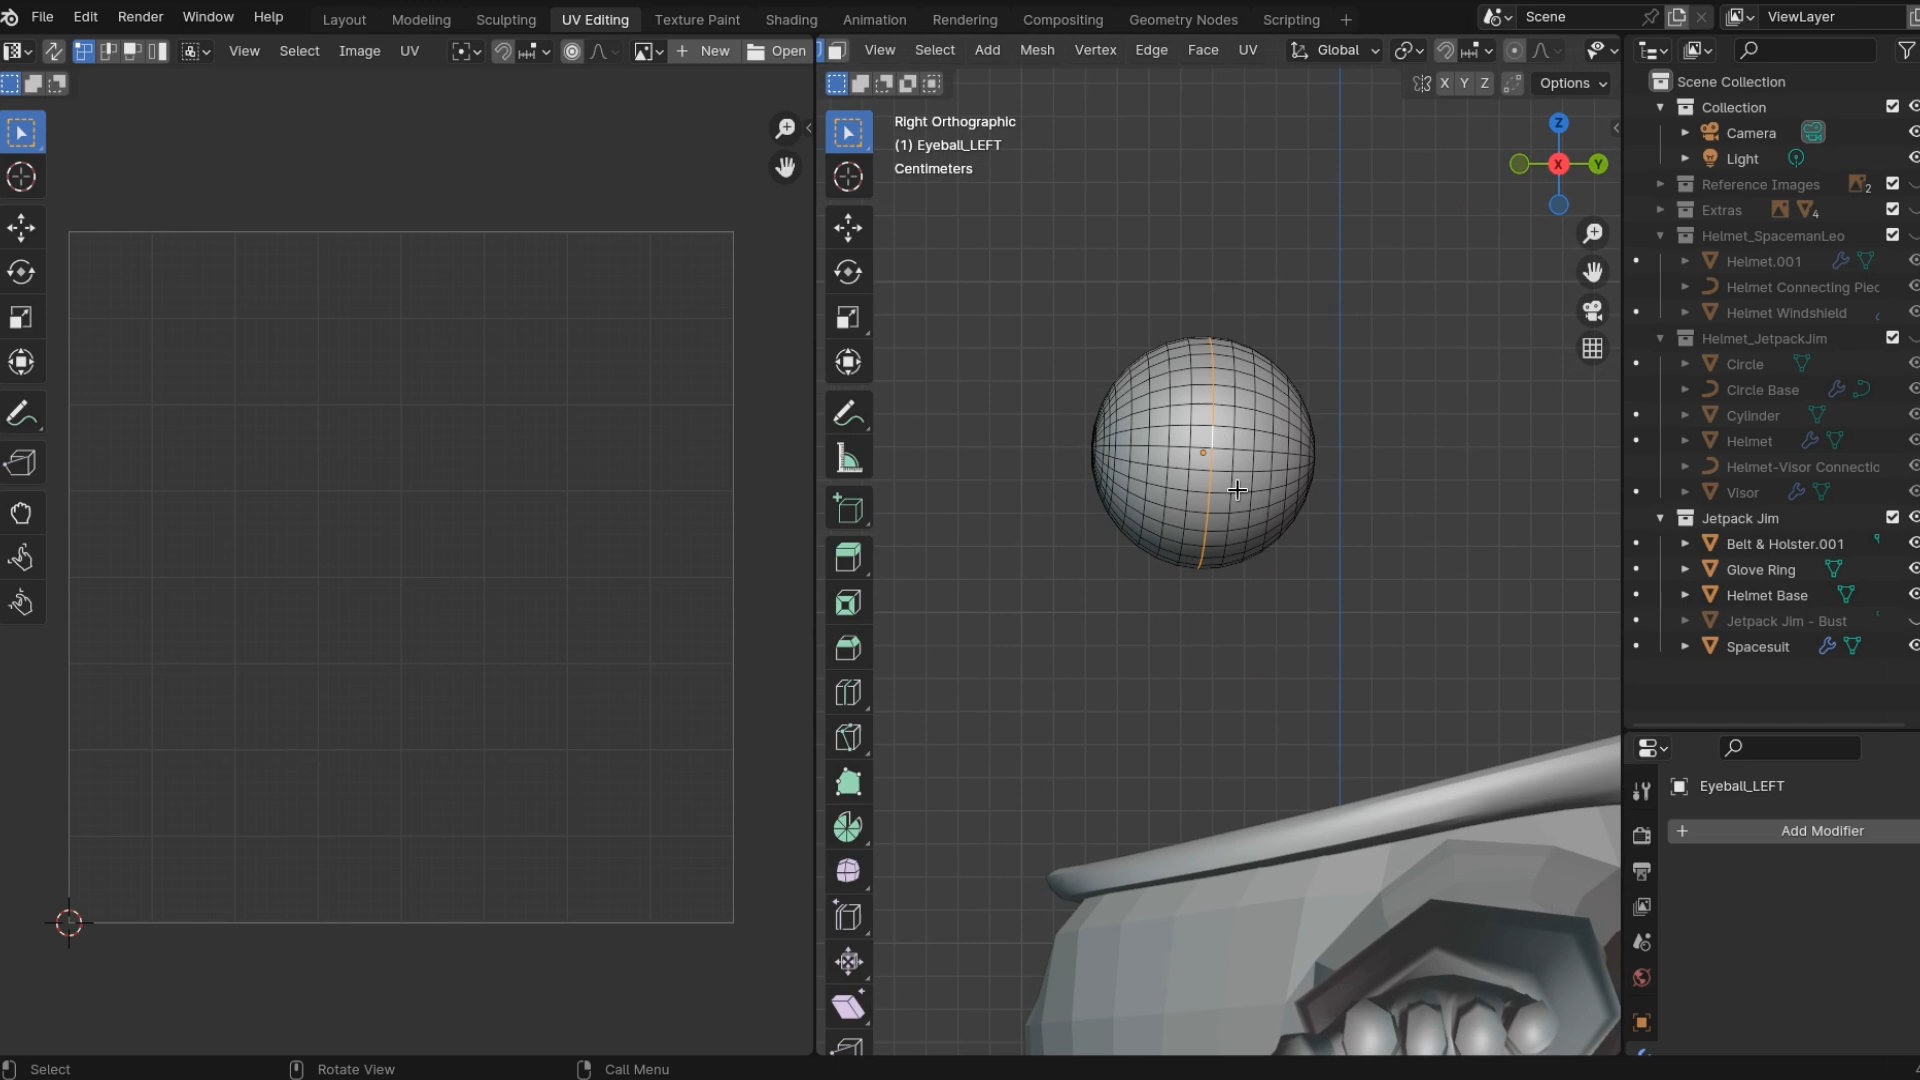 File Edit Render Window Help Layout Modeling Sculpting UV Editing Texture Paint Shading Animation Rendering Compositing Geometry Nodes Scripting Scene ViewLayer
View Select Image UV New Open View Select Add Mesh Vertex Edge Face UV Global
X Y Z Options
Scene Collection
Collection
Camera
Light
Reference Images 2
Extras 4
Helmet_SpacemanLeo
Helmet.001
Helmet Connecting Piec
Helmet Windshield
Helmet_JetpackJim
Circle
Circle Base
Cylinder
Helmet
Helmet-Visor Connectic
Visor
Jetpack Jim
Belt & Holster.001
Glove Ring
Helmet Base
Jetpack Jim - Bust
Spacesuit
Right Orthographic
(1) Eyeball_LEFT
Centimeters
Z
X
Y
Eyeball_LEFT
Add Modifier
Select Rotate View Call Menu